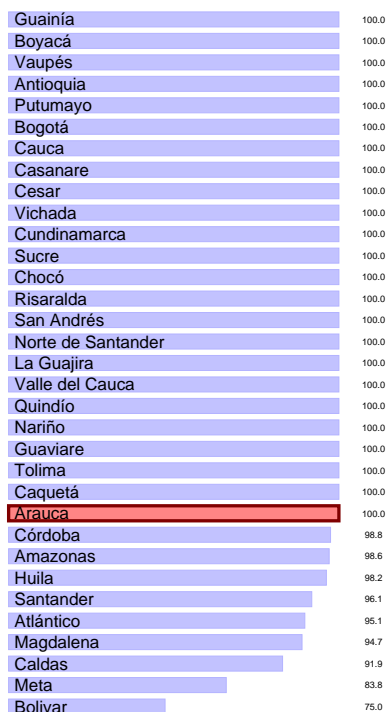 Guainía 100.0
Boyacá 100.0
Vaupés 100.0
Antioquia 100.0
Putumayo 100.0
Bogotá 100.0
Cauca 100.0
Casanare 100.0
Cesar 100.0
Vichada 100.0
Cundinamarca 100.0
Sucre 100.0
Chocó 100.0
Risaralda 100.0
San Andrés 100.0
Norte de Santander 100.0
La Guajira 100.0
Valle del Cauca 100.0
Quindío 100.0
Nariño 100.0
Guaviare 100.0
Tolima 100.0
Caquetá 100.0
Arauca 100.0
Córdoba 98.8
Amazonas 98.6
Huila 98.2
Santander 96.1
Atlántico 95.1
Magdalena 94.7
Caldas 91.9
Meta 83.8
Bolivar 75.0